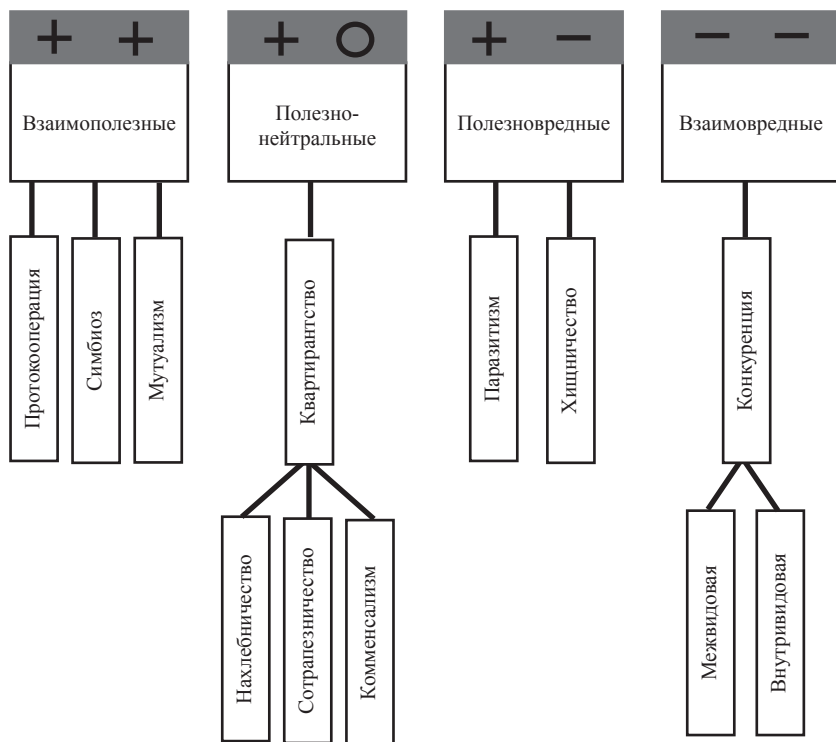 + +
Взаимополезные
+ О
Полезно-
нейтральные
+ −
Полезновредные
− −
Взаимовредные
Протокооперация
Симбиоз
Мутуализм
Квартирантство
Паразитизм
Хищничество
Конкуренция
Нахлебничество
Сотрапезничество
Комменсализм
Межвидовая
Внутривидовая